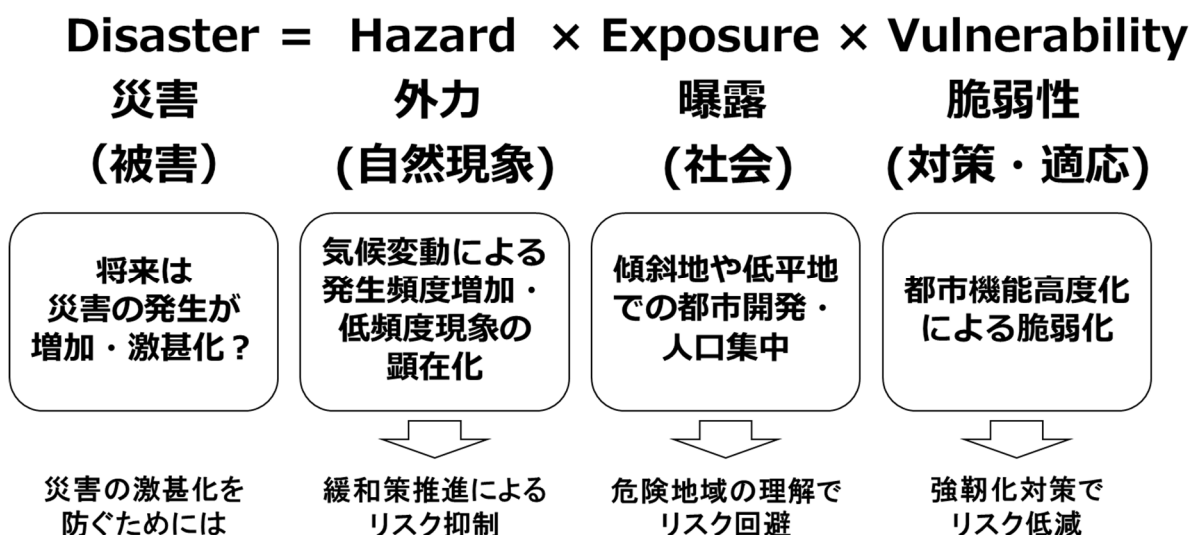 Disaster = Hazard × Exposure × Vulnerability
災害 外力 曝露 脆弱性
（被害） (自然現象) (社会) (対策・適応)
将来は
災害の発生が
増加・激甚化？
気候変動による
発生頻度増加・
低頻度現象の
顕在化
傾斜地や低平地
での都市開発・
人口集中
都市機能高度化
による脆弱化
災害の激甚化を
防ぐためには
緩和策推進による
リスク抑制
危険地域の理解で
リスク回避
強靭化対策で
リスク低減